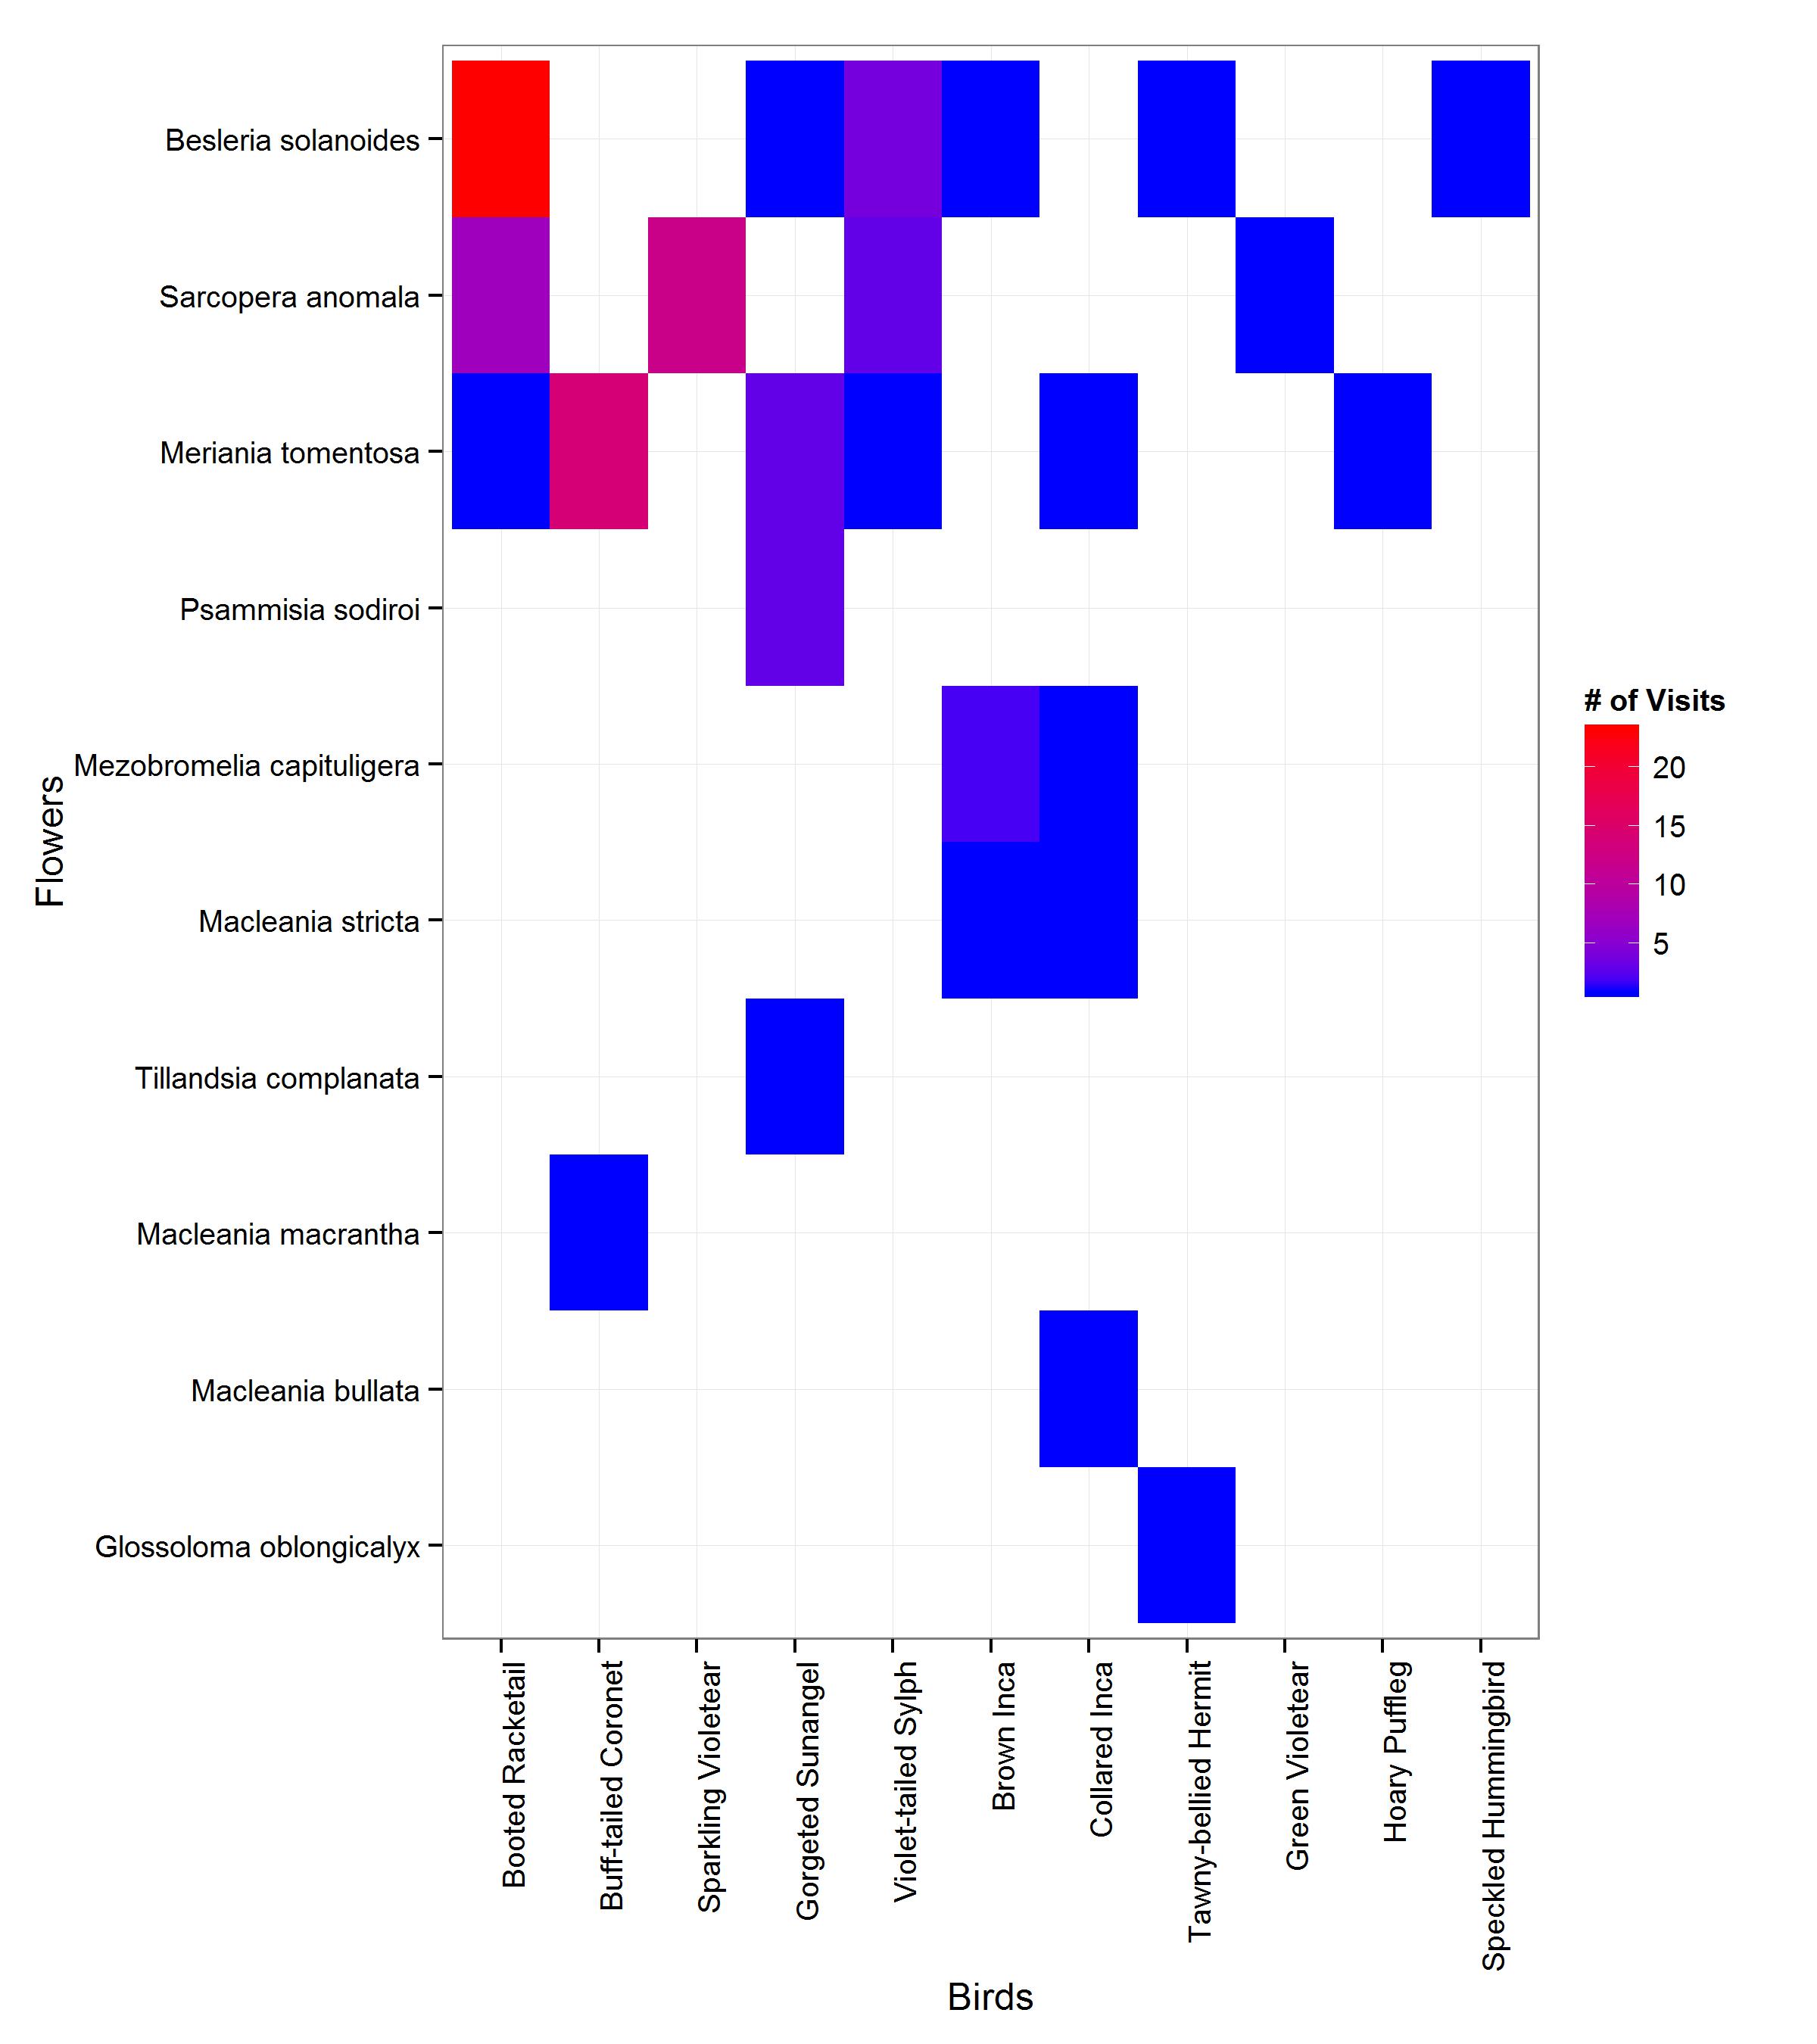 Besleria solanoides
Sarcopera anomala
Meriania tomentosa
Psammisia sodiroi
Mezobromelia capituligera
Macleania stricta
Tillandsia complanata
Macleania macrantha
Macleania bullata
Glossoloma oblongicalyx
Flowers
# of Visits
20
15
10
5
Booted Racketail
Buff-tailed Coronet
Sparkling Violetear
Gorgeted Sunangel
Violet-tailed Sylph
Brown Inca
Collared Inca
Tawny-bellied Hermit
Green Violetear
Hoary Puffleg
Speckled Hummingbird
Birds